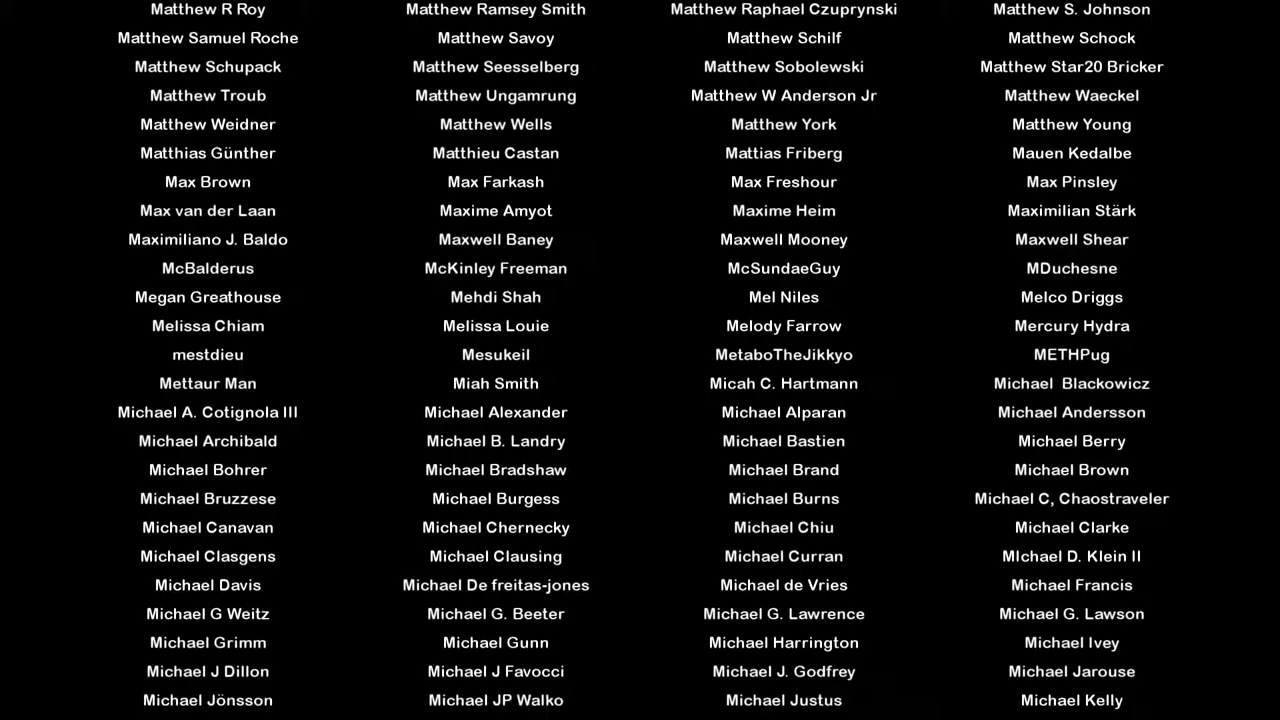 Matthew R Roy Matthew Ramsey Smith Matthew Raphael Czuprynski Matthew S. Johnson
Matthew Samuel Roche Matthew Savoy Matthew Schilf Matthew Schock
Matthew Schupack Matthew Seesselberg Matthew Sobolewski Matthew Star20 Bricker
Matthew Troub Matthew Ungamrung Matthew W Anderson Jr Matthew Waeckel
Matthew Weidner Matthew Wells Matthew York Matthew Young
Matthias Günther Matthieu Castan Mattias Friberg Mauen Kedalbe
Max Brown Max Farkash Max Freshour Max Pinsley
Max van der Laan Maxime Amyot Maxime Heim Maximilian Stärk
Maximiliano J. Baldo Maxwell Baney Maxwell Mooney Maxwell Shear
McBalderus McKinley Freeman McSundaeGuy MDuchesne
Megan Greathouse Mehdi Shah Mel Niles Melco Driggs
Melissa Chiam Melissa Louie Melody Farrow Mercury Hydra
mestdieu Mesukeil MetaboTheJikkyo METHPug
Mettaur Man Miah Smith Micah C. Hartmann Michael  Blackowicz
Michael A. Cotignola III Michael Alexander Michael Alparan Michael Andersson
Michael Archibald Michael B. Landry Michael Bastien Michael Berry
Michael Bohrer Michael Bradshaw Michael Brand Michael Brown
Michael Bruzzese Michael Burgess Michael Burns Michael C, Chaostraveler
Michael Canavan Michael Chernecky Michael Chiu Michael Clarke
Michael Clasgens Michael Clausing Michael Curran MIchael D. Klein II
Michael Davis Michael De freitas-jones Michael de Vries Michael Francis
Michael G Weitz Michael G. Beeter Michael G. Lawrence Michael G. Lawson
Michael Grimm Michael Gunn Michael Harrington Michael Ivey
Michael J Dillon Michael J Favocci Michael J. Godfrey Michael Jarouse
Michael Jönsson Michael JP Walko Michael Justus Michael Kelly